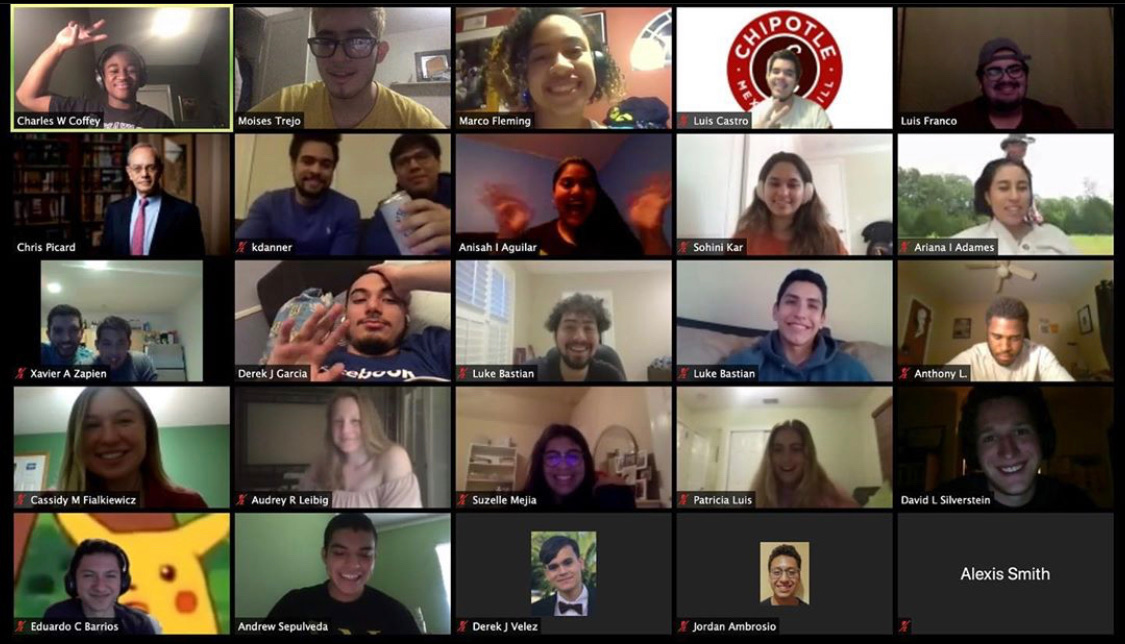 Charles W Coffey
Moises Trejo
Marco Fleming
CHIPOTLE
Luis Castro
Luis Franco
Chris Picard
kdanner
Anisah I Aguilar
Sohini Kar
Ariana I Adames
Xavier A Zapien
Derek J Garcia
Luke Bastian
Luke Bastian
Anthony L.
Cassidy M Fialkiewicz
Audrey R Leibig
Suzelle Mejia
Patricia Luis
David L Silverstein
Eduardo C Barrios
Andrew Sepulveda
Derek J Velez
Jordan Ambrosio
Alexis Smith